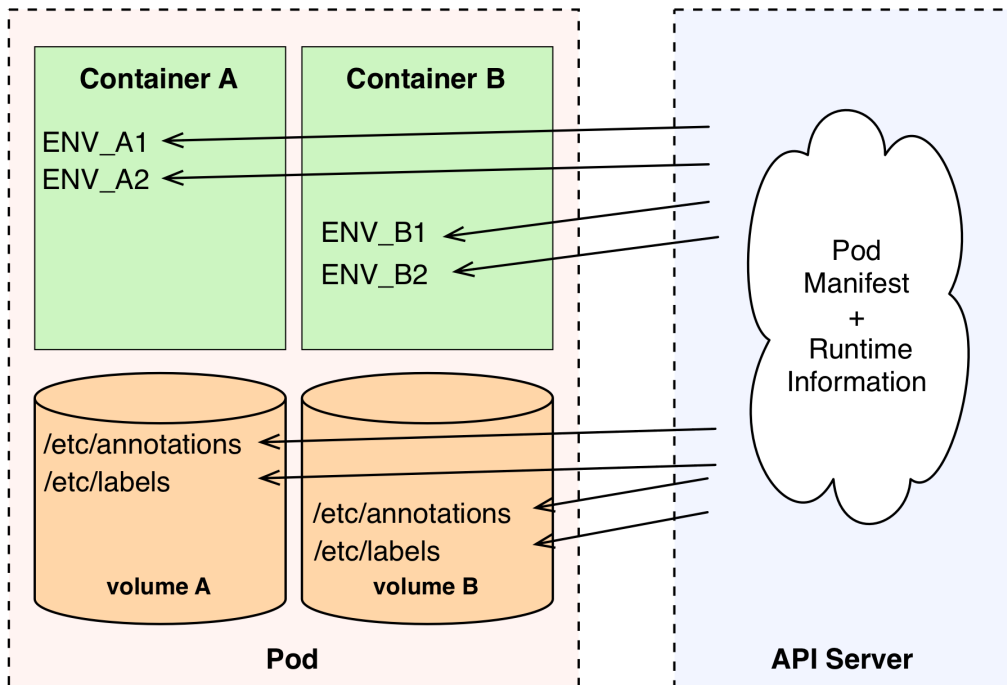 Container A
ENV_A1
ENV_A2
Container B
ENV_B1
ENV_B2
/etc/annotations
/etc/labels
volume A
/etc/annotations
/etc/labels
volume B
Pod
Pod
Manifest
+
Runtime
Information
API Server